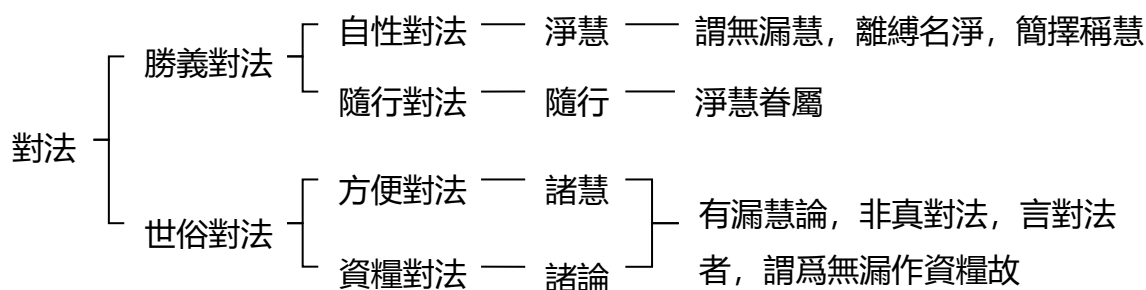 對法
勝義對法
自性對法 淨慧 謂無漏慧，離縛名淨，簡擇稱慧
隨行對法 隨行 淨慧眷屬
世俗對法
方便對法 諸慧
資糧對法 諸論
有漏慧論，非真對法，言對法
者，謂爲無漏作資糧故